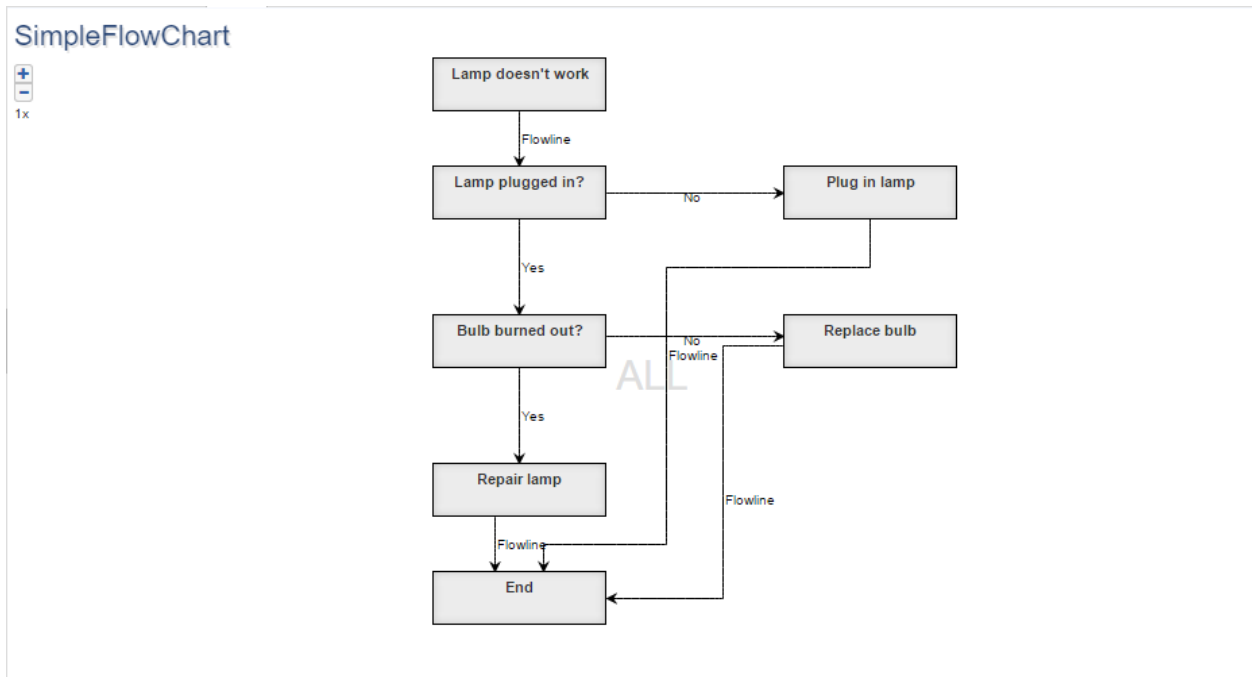 SimpleFlowChart
+
−
1x
Lamp doesn't work
Flowline
Lamp plugged in?
No
Plug in lamp
Yes
Bulb burned out?
No
Replace bulb
Flowline
ALL
Yes
Repair lamp
Flowline
Flowline
End